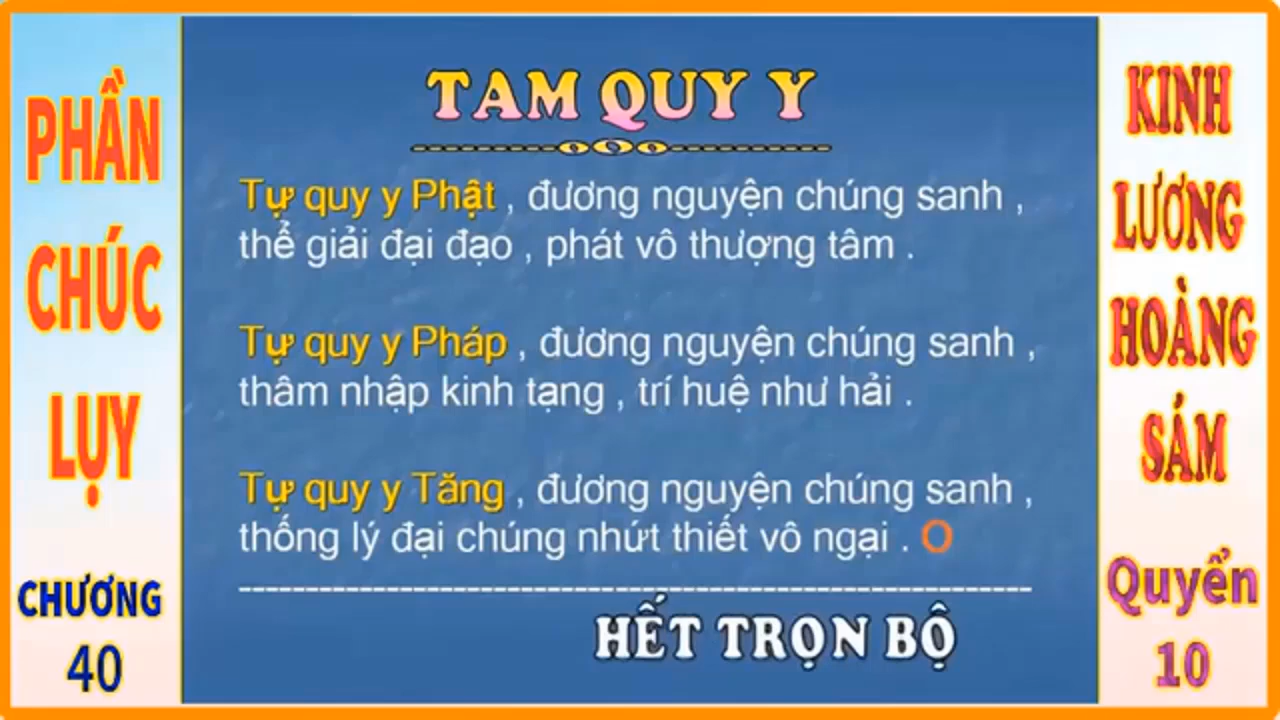 PHẦN
CHÚC
LỤY
CHƯƠNG
40
TAM QUY Y
Tự quy y Phật , đương nguyện chúng sanh ,
thể giải đại đạo , phát vô thượng tâm .
Tự quy y Pháp , đương nguyện chúng sanh ,
thâm nhập kinh tạng , trí huệ như hải .
Tự quy y Tăng , đương nguyện chúng sanh ,
thống lý đại chúng nhứt thiết vô ngại . O
HẾT TRỌN BỘ
KINH
LƯƠNG
HOÀNG
SÁM
Quyển
10